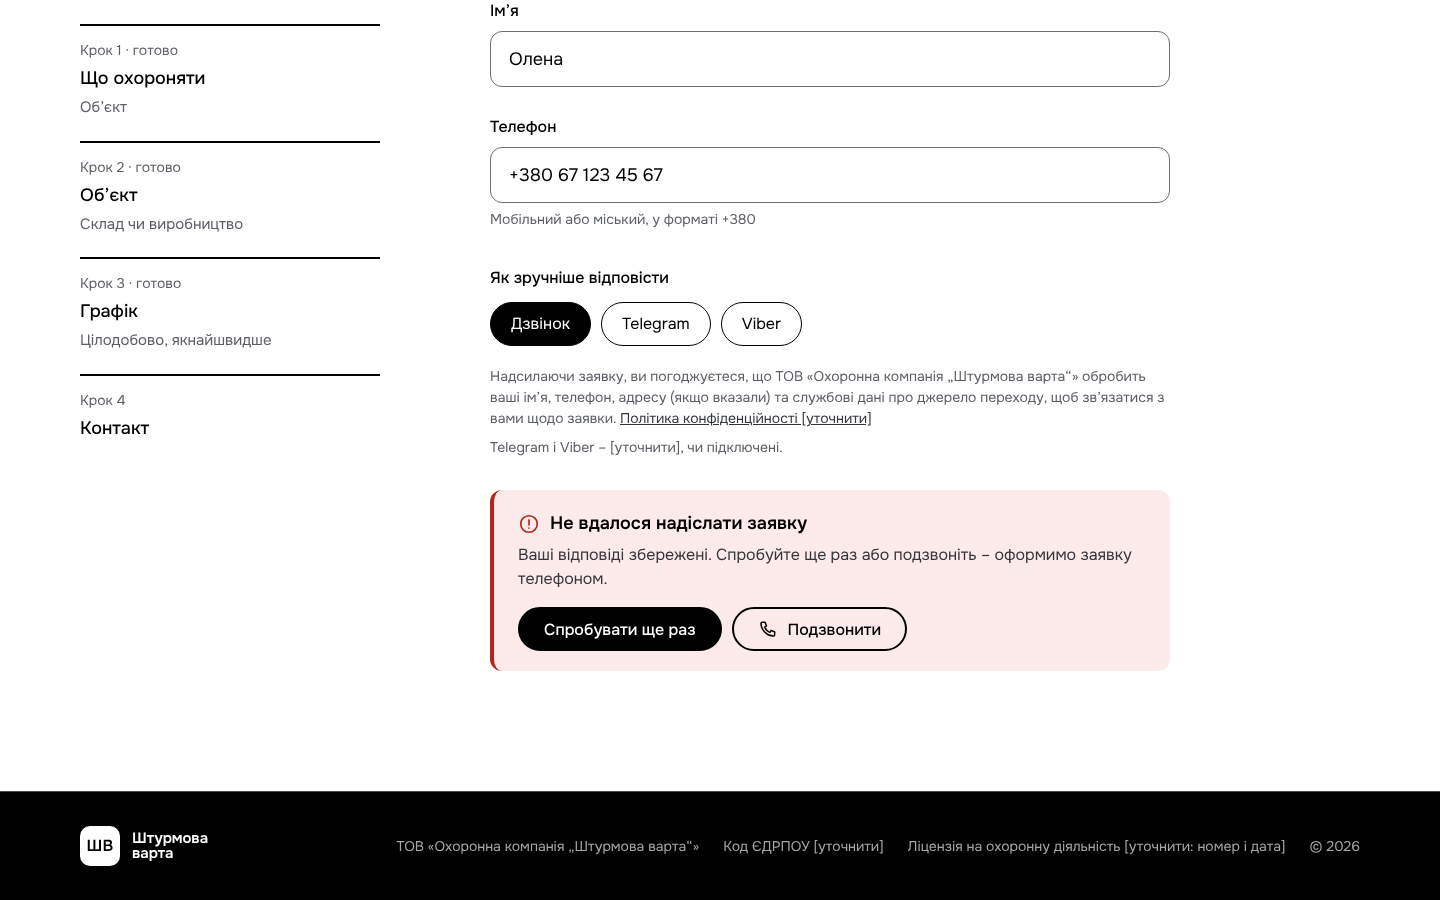 Крок 1 · готово
Що охороняти
Об’єкт
Крок 2 · готово
Об’єкт
Склад чи виробництво
Крок 3 · готово
Графік
Цілодобово, якнайшвидше
Крок 4
Контакт
Ім’я
Олена
Телефон
+380 67 123 45 67
Мобільний або міський, у форматі +380
Як зручніше відповісти
Дзвінок
Telegram
Viber
Надсилаючи заявку, ви погоджуєтеся, що ТОВ «Охоронна компанія „Штурмова варта“» обробить
ваші ім’я, телефон, адресу (якщо вказали) та службові дані про джерело переходу, щоб зв’язатися з
вами щодо заявки. Політика конфіденційності [уточнити]
Telegram і Viber – [уточнити], чи підключені.
Не вдалося надіслати заявку
Ваші відповіді збережені. Спробуйте ще раз або подзвоніть – оформимо заявку
телефоном.
Спробувати ще раз
Подзвонити
ШВ
Штурмова
варта
ТОВ «Охоронна компанія „Штурмова варта“»
Код ЄДРПОУ [уточнити]
Ліцензія на охоронну діяльність [уточнити: номер і дата]
© 2026